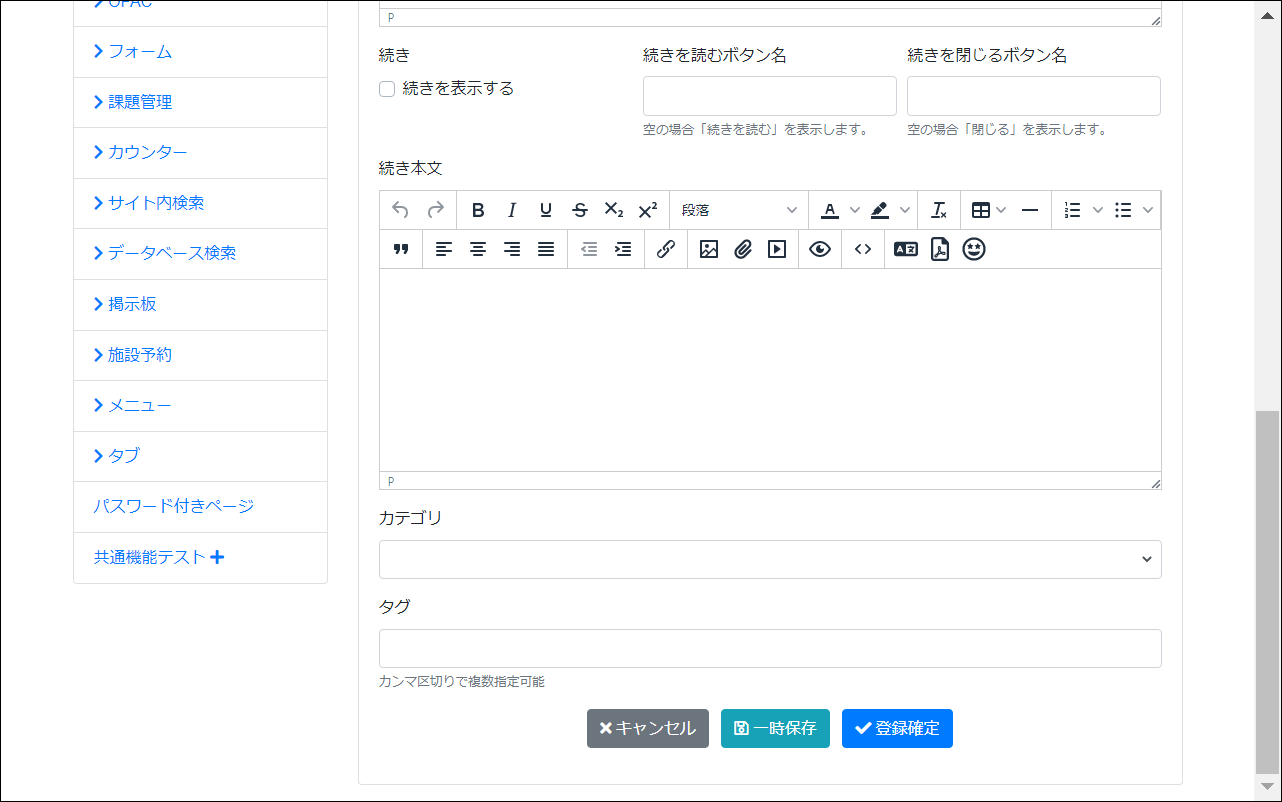 OPAC
フォーム
課題管理
カウンター
サイト内検索
データベース検索
掲示板
施設予約
メニュー
タブ
パスワード付きページ
共通機能テスト
P
続き
続きを読むボタン名
続きを閉じるボタン名
続きを表示する
空の場合「続きを読む」を表示します。
空の場合「閉じる」を表示します。
続き本文
段落
P
カテゴリ
タグ
カンマ区切りで複数指定可能
キャンセル
一時保存
登録確定